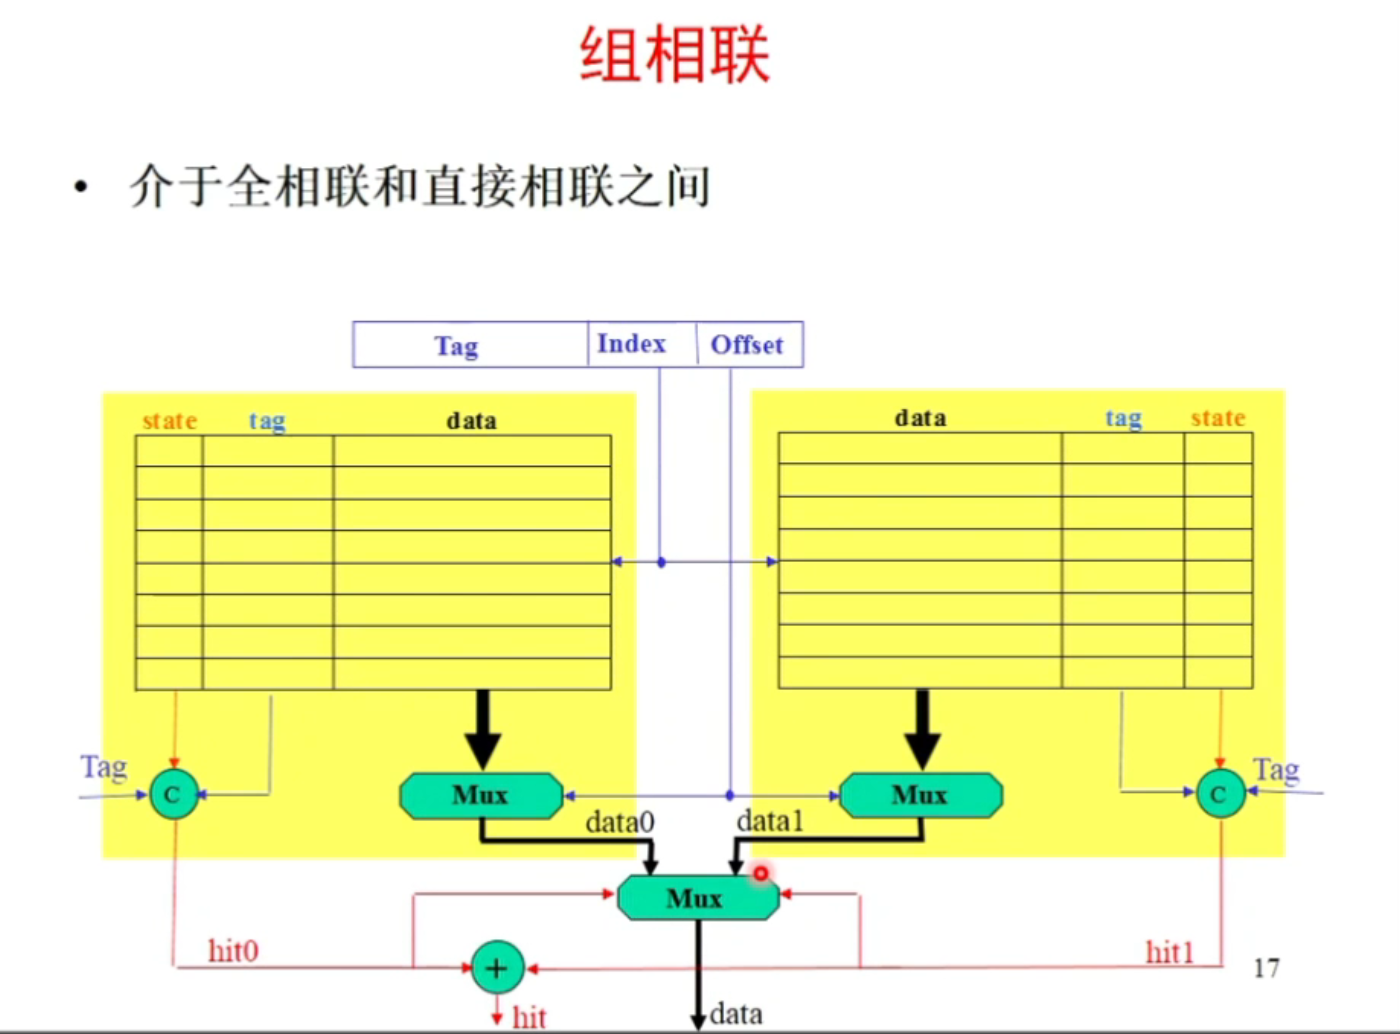 组相联
• 介于全相联和直接相联之间
Tag Index Offset
state tag data
data tag state
Tag
C
Mux
Mux
C
Tag
data0
data1
Mux
hit0
+
hit1
17
hit
data